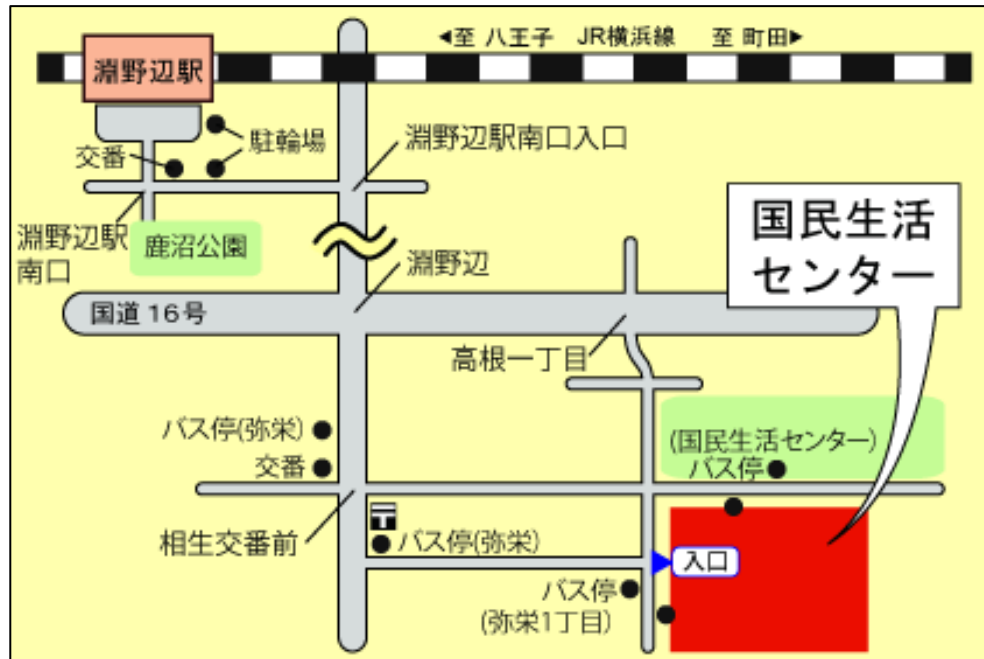 ◀至 八王子 JR横浜線 至 町田▶
淵野辺駅
駐輪場
交番
淵野辺駅南口入口
淵野辺駅
南口
鹿沼公園
国民生活
センター
淵野辺
国道16号
高根一丁目
バス停(弥栄)
交番
(国民生活センター)
バス停
相生交番前
〒
バス停(弥栄)
入口
バス停
(弥栄1丁目)